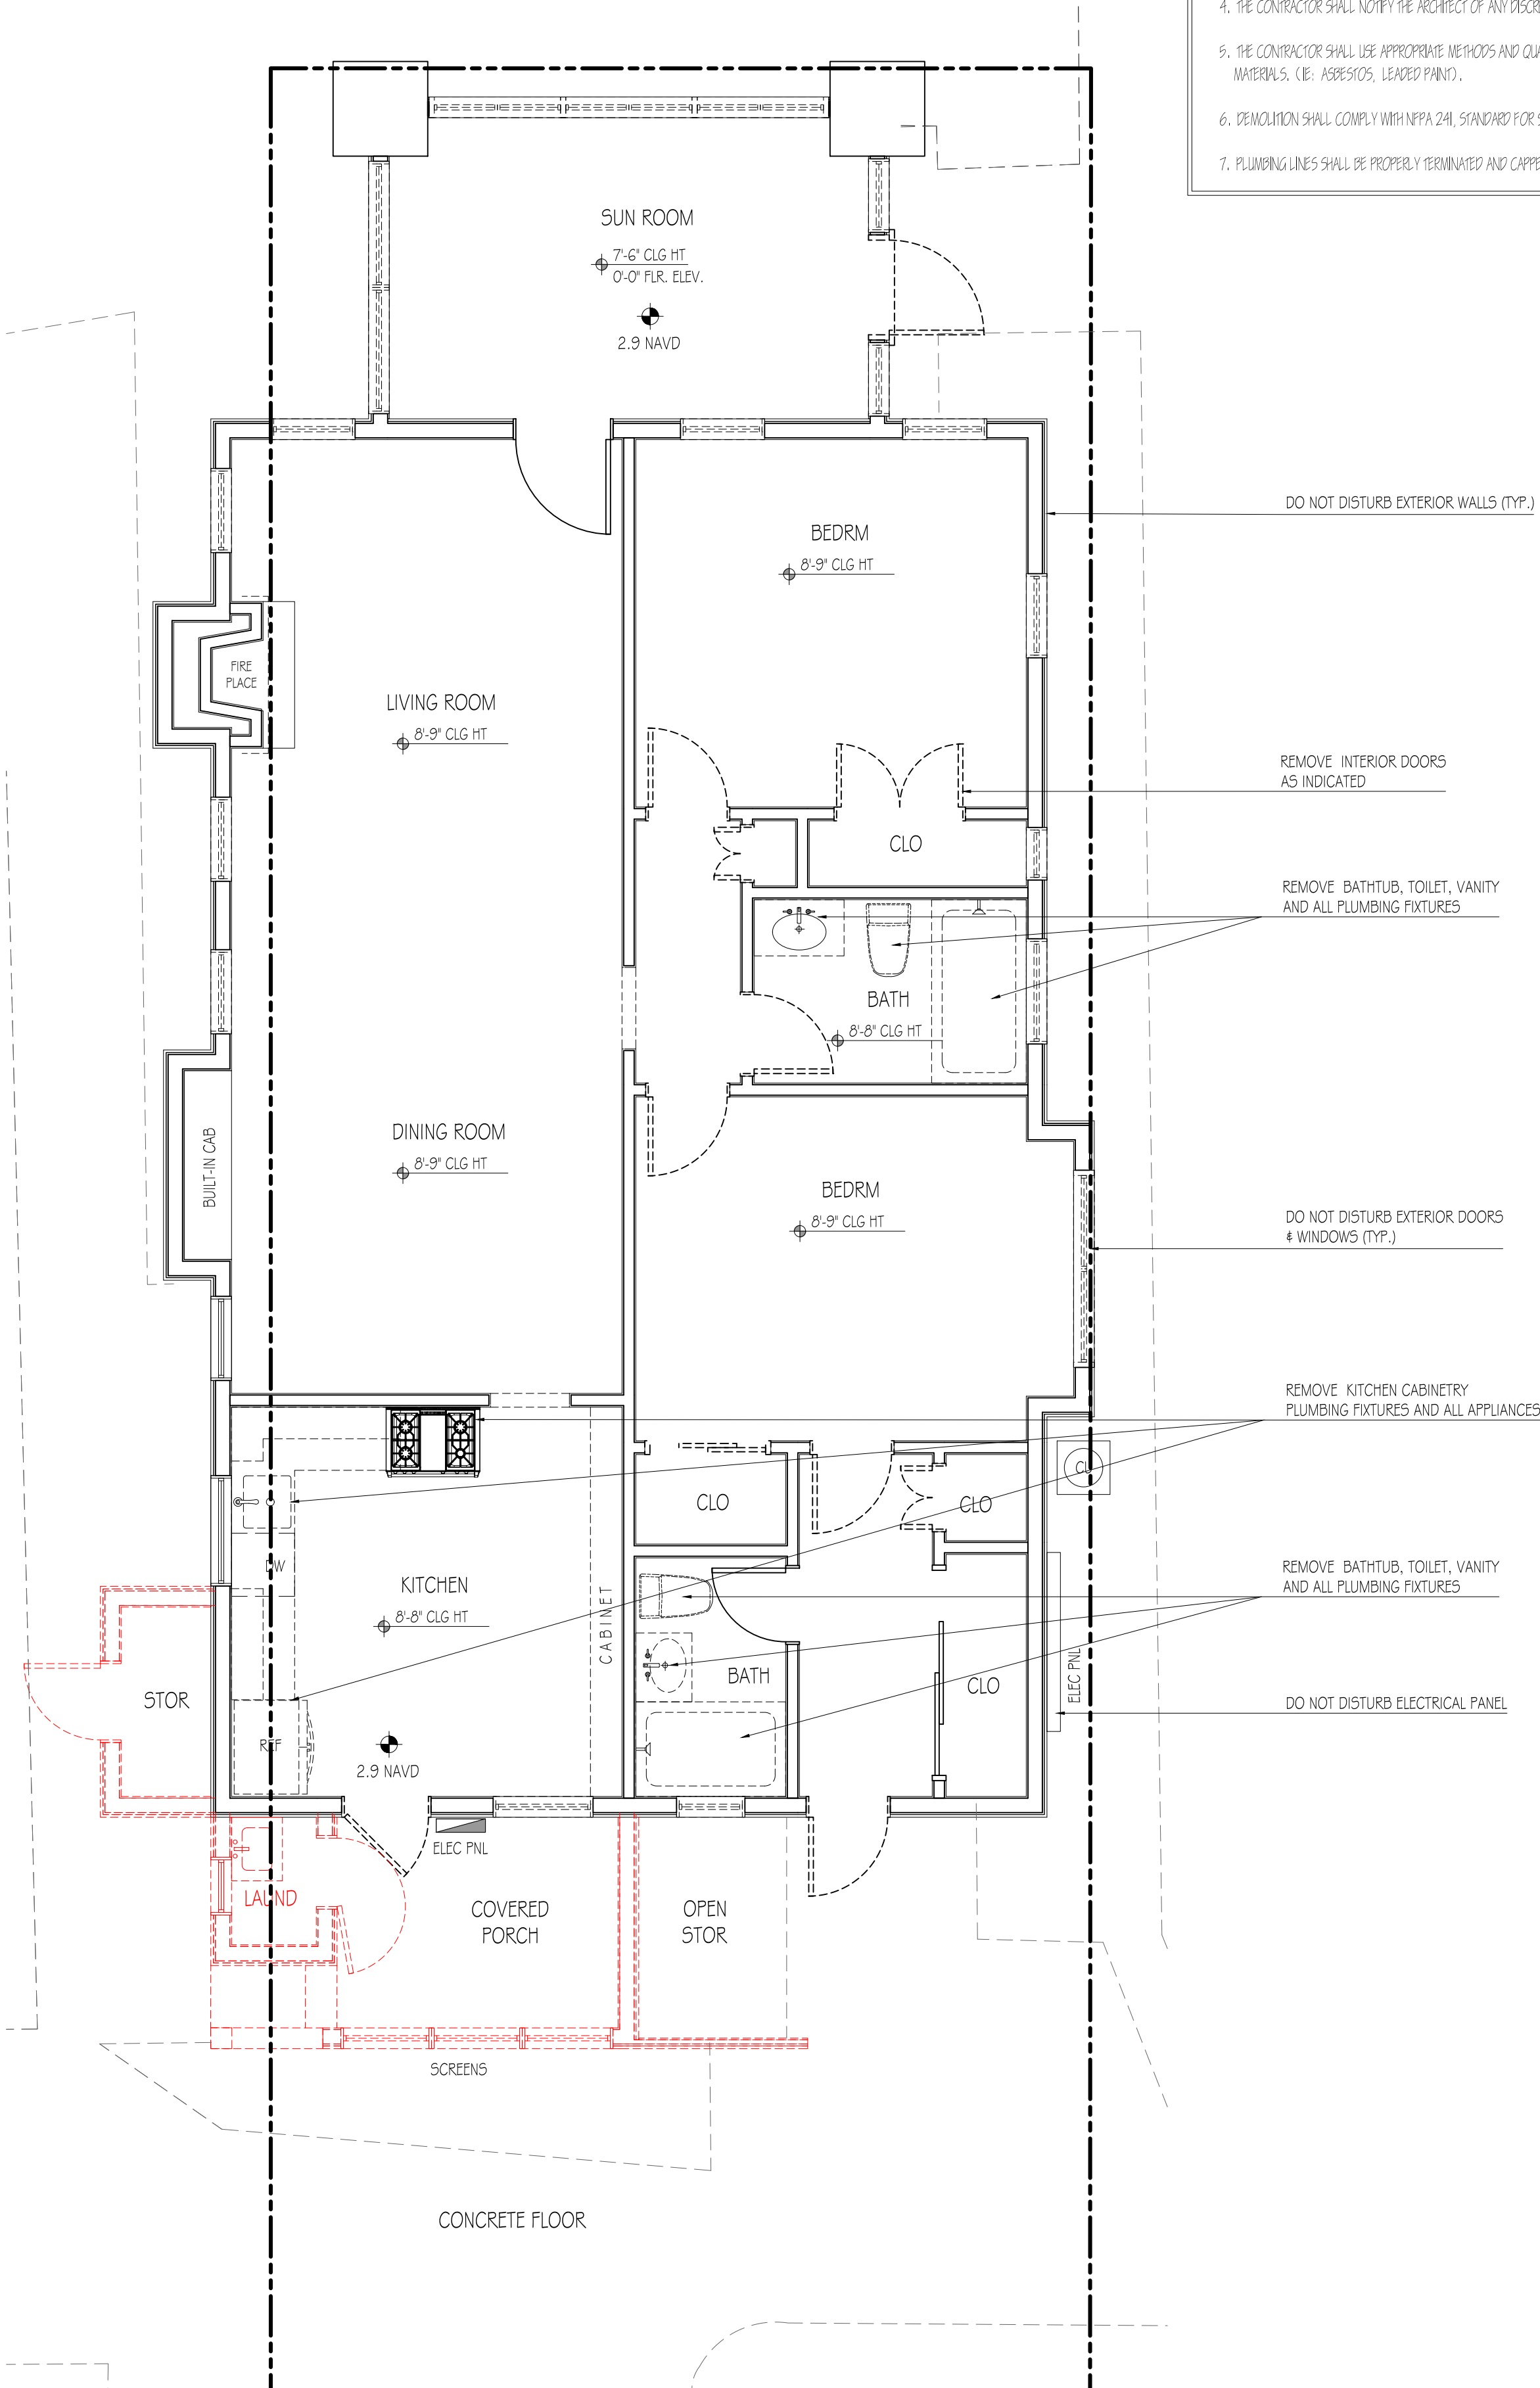 4. THE CONTRACTOR SHALL NOTIFY THE ARCHITECT OF ANY
5. THE CONTRACTOR SHALL USE APPROPRIATE METHODS AND
MATERIALS. (IE: ASBESTOS, LEADED PAINT).
6. DEMOLITION SHALL COMPLY WITH NFPA 241, STANDARD FOR
7. PLUMBING LINES SHALL BE PROPERLY TERMINATED AND
SUN ROOM
7'-6" CLG HT
0'-0" FLR. ELEV.
2.9 NAVD
DO NOT DISTURB EXTERIOR WALLS (TYP.)
BEDRM
8'-9" CLG HT
FIRE
PLACE
LIVING ROOM
8'-9" CLG HT
REMOVE INTERIOR DOORS
AS INDICATED
CLO
REMOVE BATHTUB, TOILET, VANITY
AND ALL PLUMBING FIXTURES
BATH
8'-8" CLG HT
DINING ROOM
8'-9" CLG HT
BUILT-IN CAB
BEDRM
8'-9" CLG HT
DO NOT DISTURB EXTERIOR DOORS
& WINDOWS (TYP.)
REMOVE KITCHEN CABINETRY
PLUMBING FIXTURES AND ALL APPLIANCES
CU
CLO
CLO
DW
KITCHEN
8'-8" CLG HT
CABINET
REMOVE BATHTUB, TOILET, VANITY
AND ALL PLUMBING FIXTURES
BATH
CLO
ELEC PNL
STOR
DO NOT DISTURB ELECTRICAL PANEL
REF
2.9 NAVD
ELEC PNL
LAUND
COVERED
PORCH
OPEN
STOR
SCREENS
CONCRETE FLOOR